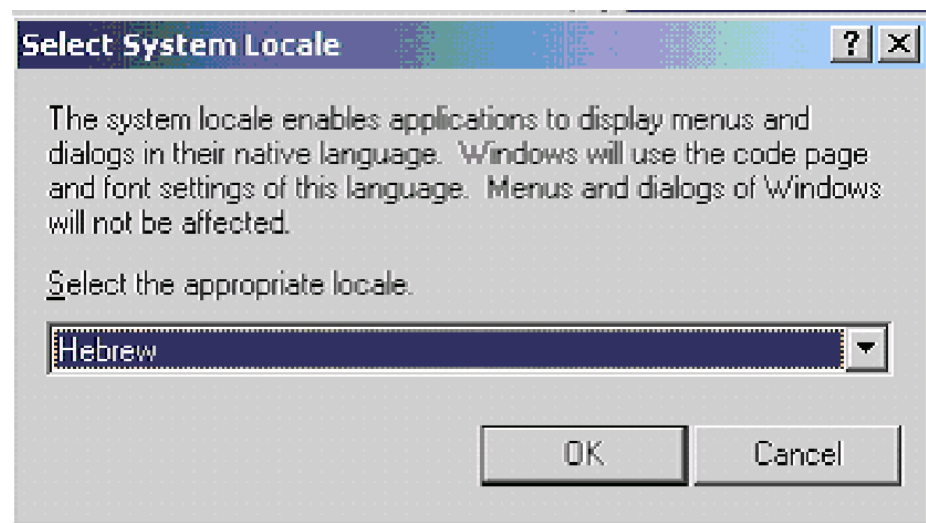 Select System Locale
The system locale enables applications to display menus and
dialogs in their native language.  Windows will use the code page
and font settings of this language.  Menus and dialogs of Windows
will not be affected.
Select the appropriate locale.
Hebrew
OK Cancel